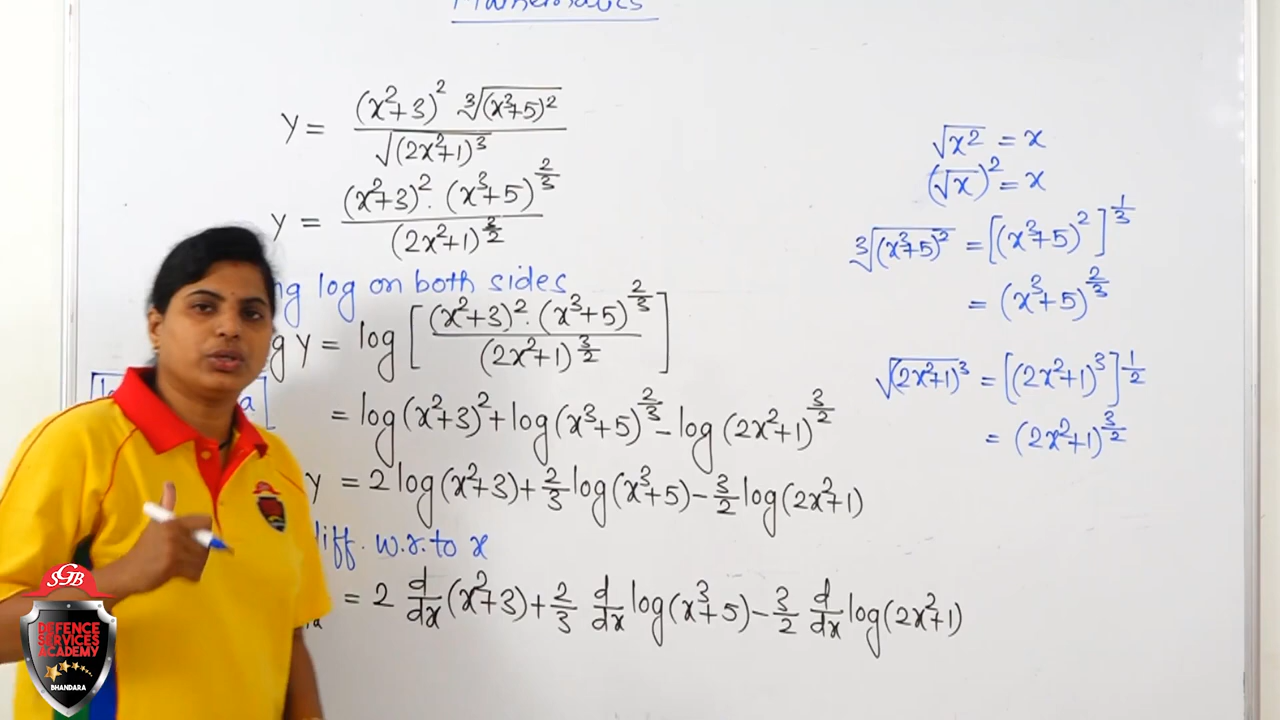 Mathematics
y = (x²+3)² ∛(x³+5)² / √(2x²+1)³
y = (x²+3)² . (x³+5)^(2/3) / (2x²+1)^(3/2)
ng log on both sides
g y = log [ (x²+3)² . (x³+5)^(2/3) / (2x²+1)^(3/2) ]
= log(x²+3)² + log(x³+5)^(2/3) - log(2x²+1)^(3/2)
y = 2 log(x²+3) + 2/3 log(x³+5) - 3/2 log(2x²+1)
diff. w.r. to x
= 2 d/dx (x²+3) + 2/3 d/dx log(x³+5) - 3/2 d/dx log(2x²+1)
√x² = x
(√x)² = x
∛(x³+5)² = [(x³+5)²]^(1/3)
= (x³+5)^(2/3)
√(2x²+1)³ = [(2x²+1)³]^(1/2)
= (2x²+1)^(3/2)
SGB
DEFENCE
SERVICES
ACADEMY
BHANDARA